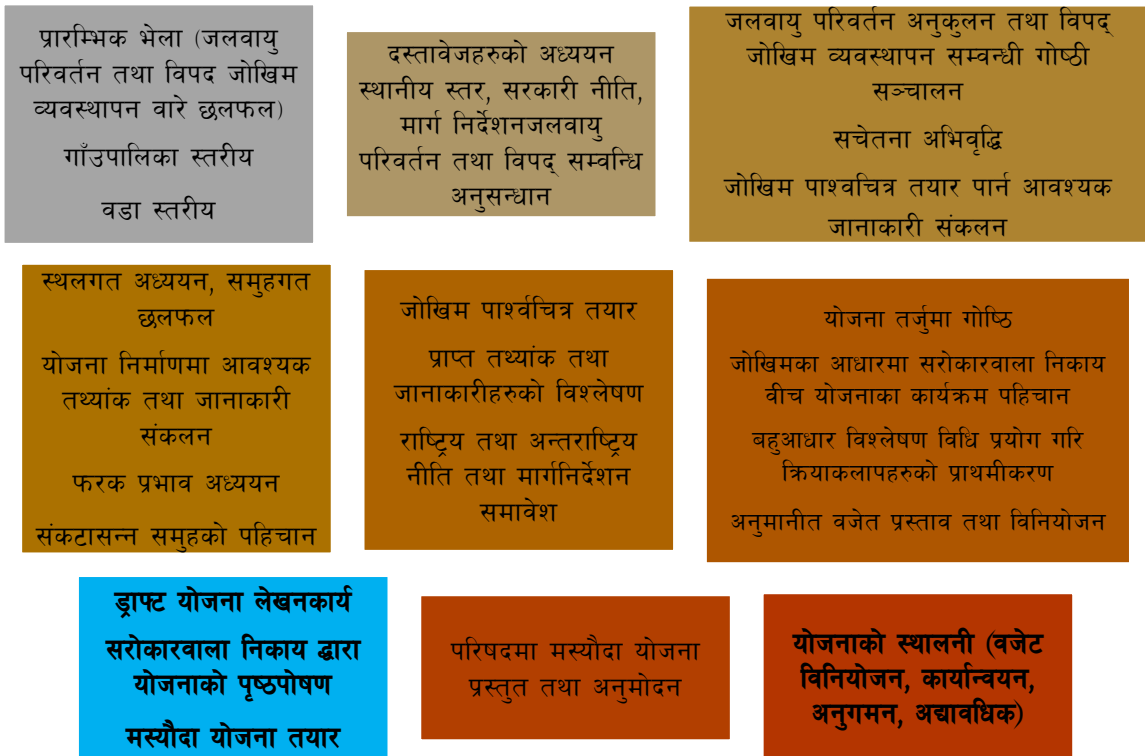 प्रारम्भिक भेला (जलवायु
परिवर्तन तथा विपद जोखिम
व्यवस्थापन वारे छलफल)
गाँउपालिका स्तरीय
वडा स्तरीय
दस्तावेजहरुको अध्ययन
स्थानीय स्तर, सरकारी नीति,
मार्ग निर्देशनजलवायु
परिवर्तन तथा विपद् सम्वन्धि
अनुसन्धान
जलवायु परिवर्तन अनुकुलन तथा विपद्
जोखिम व्यवस्थापन सम्वन्धी गोष्ठी
सञ्चालन
सचेतना अभिवृद्धि
जोखिम पाश्वचित्र तयार पार्न आवश्यक
जानाकारी संकलन
स्थलगत अध्ययन, समुहगत
छलफल
योजना निर्माणमा आवश्यक
तथ्यांक तथा जानाकारी
संकलन
फरक प्रभाव अध्ययन
संकटासन्न समुहको पहिचान
जोखिम पार्श्वचित्र तयार
प्राप्त तथ्यांक तथा
जानाकारीहरुको विश्लेषण
राष्ट्रिय तथा अन्तराष्ट्रिय
नीति तथा मार्गनिर्देशन
समावेश
योजना तर्जुमा गोष्ठि
जोखिमका आधारमा सरोकारवाला निकाय
वीच योजनाका कार्यक्रम पहिचान
बहुआधार विश्लेषण विधि प्रयोग गरि
क्रियाकलापहरुको प्राथमीकरण
अनुमानीत वजेत प्रस्ताव तथा विनियोजन
ड्राफ्ट योजना लेखनकार्य
सरोकारवाला निकाय द्धारा
योजनाको पृष्ठपोषण
मस्यौदा योजना तयार
परिषदमा मस्यौदा योजना
प्रस्तुत तथा अनुमोदन
योजनाको स्थालनी (वजेट
विनियोजन, कार्यान्वयन,
अनुगमन, अद्यावधिक)